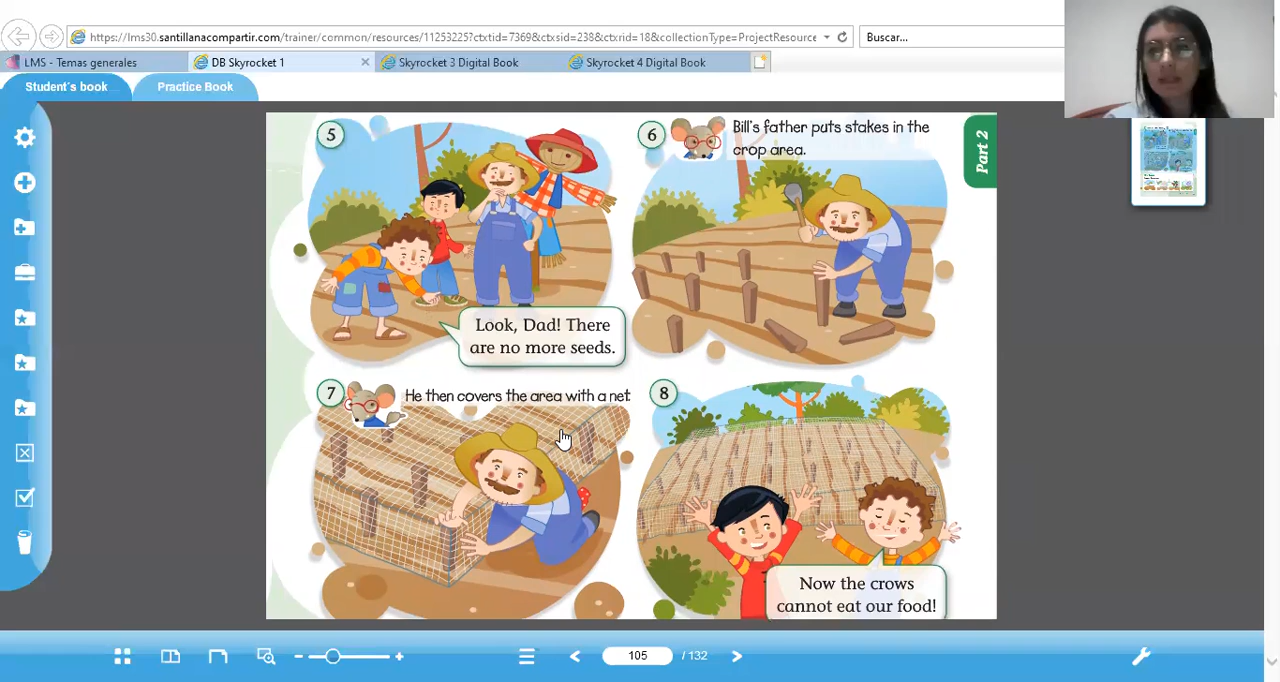 https://lms30.santillanacompartir.com/trainer/common/resources/11253225?ctxtid=7369&ctxsid=238&ctxrid=18&collectionType=ProjectResource
Buscar...
LMS - Temas generales
DB Skyrocket 1
Skyrocket 3 Digital Book
Skyrocket 4 Digital Book
Student's book
Practice Book
5
Look, Dad! There
are no more seeds.
6
Bill's father puts stakes in the
crop area.
Part 2
7
He then covers the area with a net
8
Now the crows
cannot eat our food!
105
/ 132